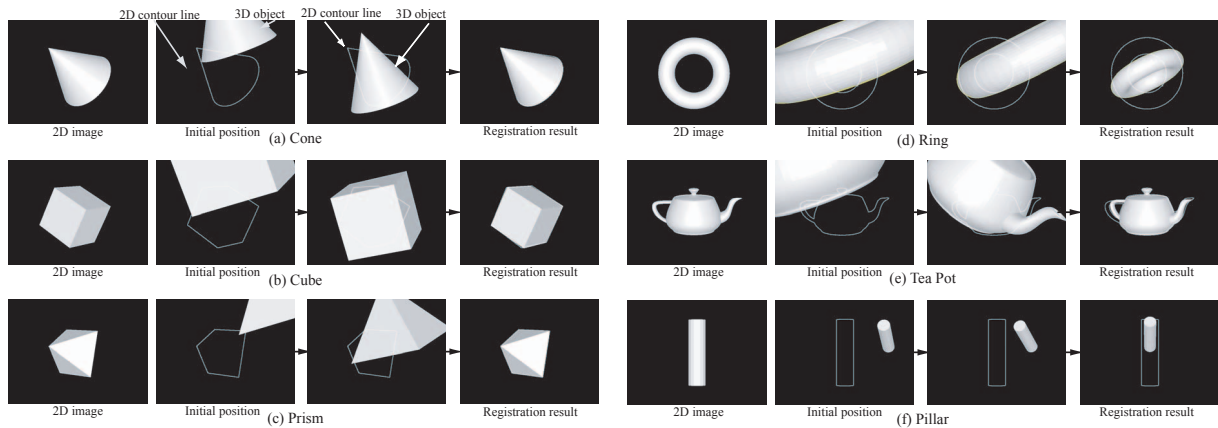 2D contour line
3D object
2D contour line
3D object
2D image
Initial position
Registration result
(a) Cone
2D image
Initial position
Registration result
(b) Cube
2D image
Initial position
Registration result
(c) Prism
2D image
Initial position
Registration result
(d) Ring
2D image
Initial position
Registration result
(e) Tea Pot
2D image
Initial position
Registration result
(f) Pillar